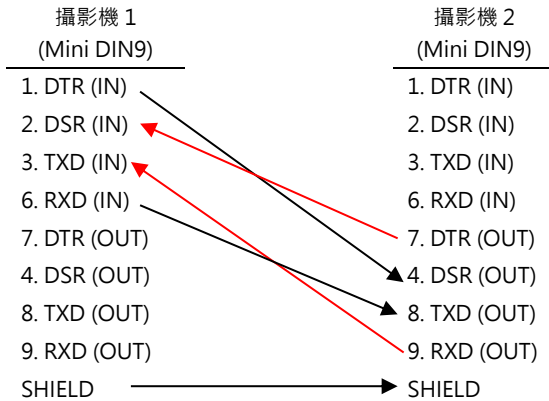 攝影機 1
(Mini DIN9)
1. DTR (IN)
2. DSR (IN)
3. TXD (IN)
6. RXD (IN)
7. DTR (OUT)
4. DSR (OUT)
8. TXD (OUT)
9. RXD (OUT)
SHIELD
攝影機 2
(Mini DIN9)
1. DTR (IN)
2. DSR (IN)
3. TXD (IN)
6. RXD (IN)
7. DTR (OUT)
4. DSR (OUT)
8. TXD (OUT)
9. RXD (OUT)
SHIELD